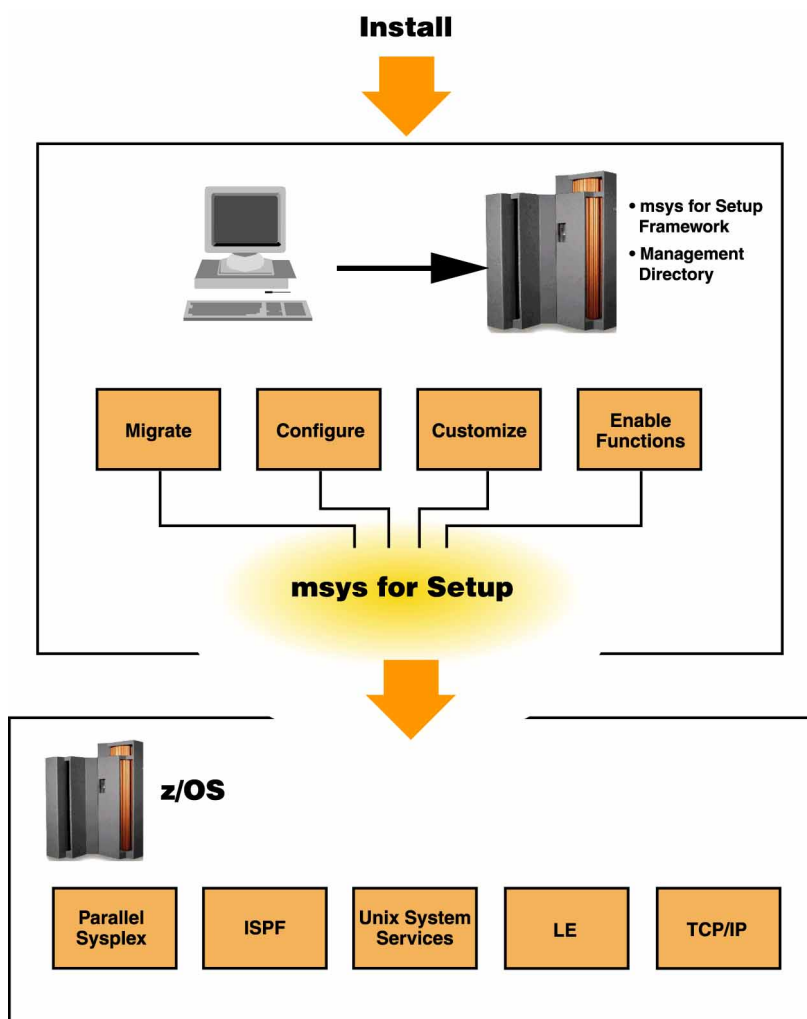 Install
• msys for Setup
Framework
• Management
Directory
Migrate
Configure
Customize
Enable
Functions
msys for Setup
z/OS
Parallel
Sysplex
ISPF
Unix System
Services
LE
TCP/IP